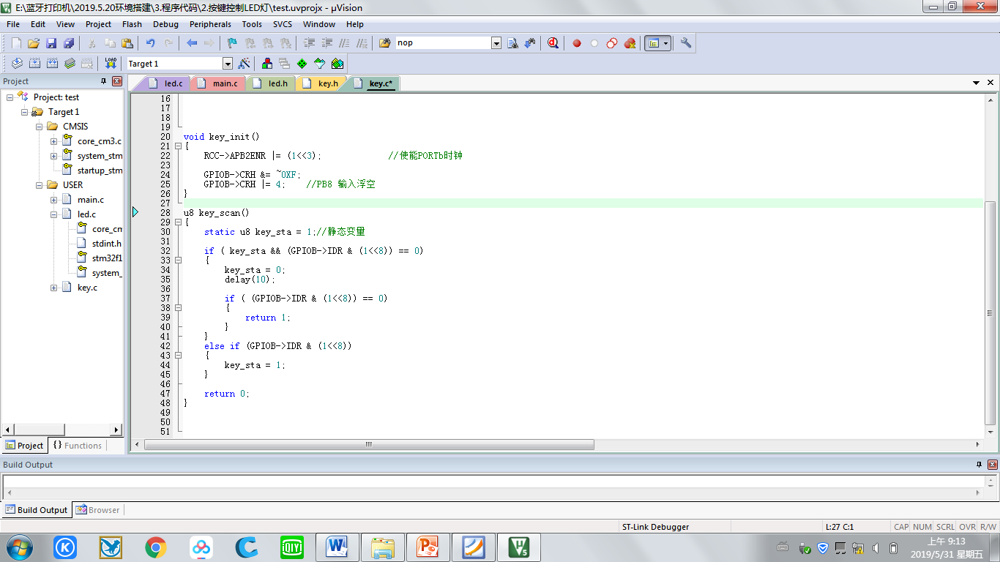 E:\蓝牙打印机\2019.5.20环境搭建\3.程序代码\2.按键控制LED灯\test.uvprojx - µVision
File Edit View Project Flash Debug Peripherals Tools SVCS Window Help
nop
LOAD Target 1
Project
led.c main.c led.h key.h key.c*
Project: test
Target 1
CMSIS
core_cm3.c
system_stm
startup_stm
USER
main.c
led.c
core_cm
stdint.h
stm32f1
system_
key.c
16
17
18
19
20 void key_init()
21 {
22 RCC->APB2ENR |= (1<<3); //使能PORTb时钟
23
24 GPIOB->CRH &= ~0XF;
25 GPIOB->CRH |= 4; //PB8 输入浮空
26 }
27
28 u8 key_scan()
29 {
30 static u8 key_sta = 1;//静态变量
31
32 if ( key_sta && (GPIOB->IDR & (1<<8)) == 0)
33 {
34 key_sta = 0;
35 delay(10);
36
37 if ( (GPIOB->IDR & (1<<8)) == 0)
38 {
39 return 1;
40 }
41 }
42 else if (GPIOB->IDR & (1<<8))
43 {
44 key_sta = 1;
45 }
46
47 return 0;
48 }
49
50
51
Project {} Functions
Build Output
Build Output Browser
ST-Link Debugger L:27 C:1 CAP NUM SCRL OVR R/W
上午 9:13
2019/5/31 星期五